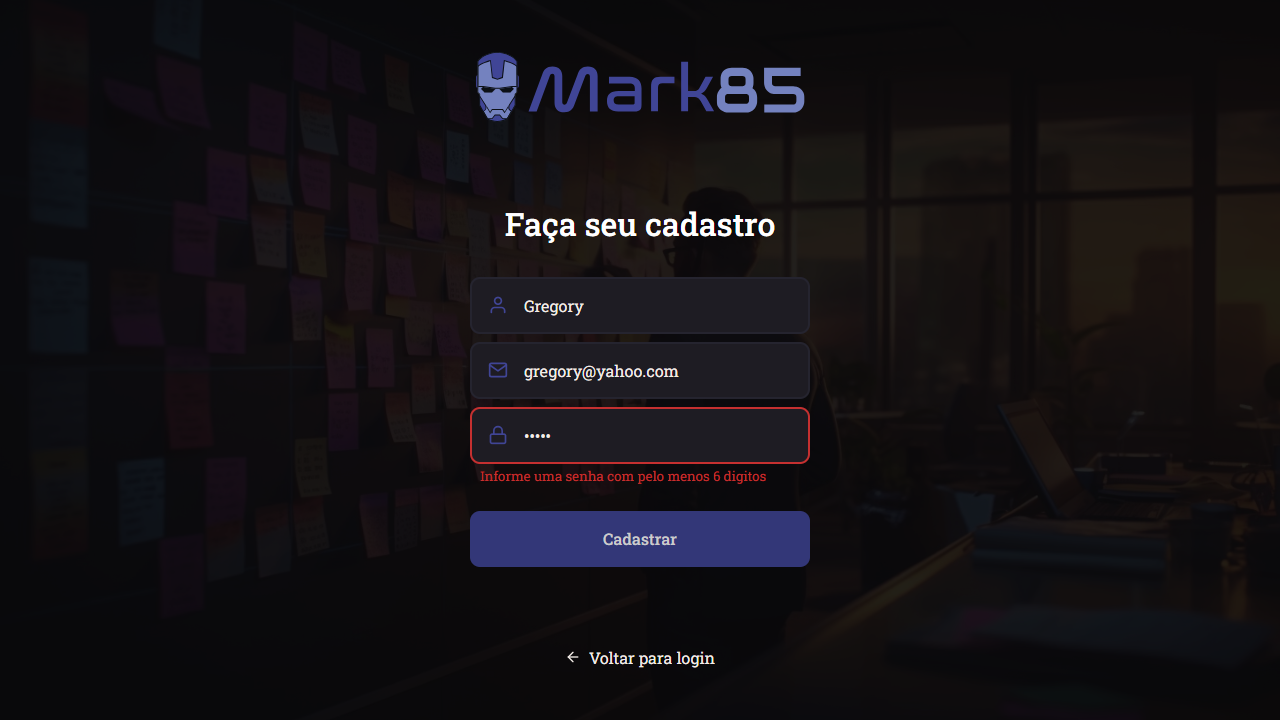 Mark85
Faça seu cadastro
Gregory
gregory@yahoo.com
•••••
Informe uma senha com pelo menos 6 digitos
Cadastrar
Voltar para login